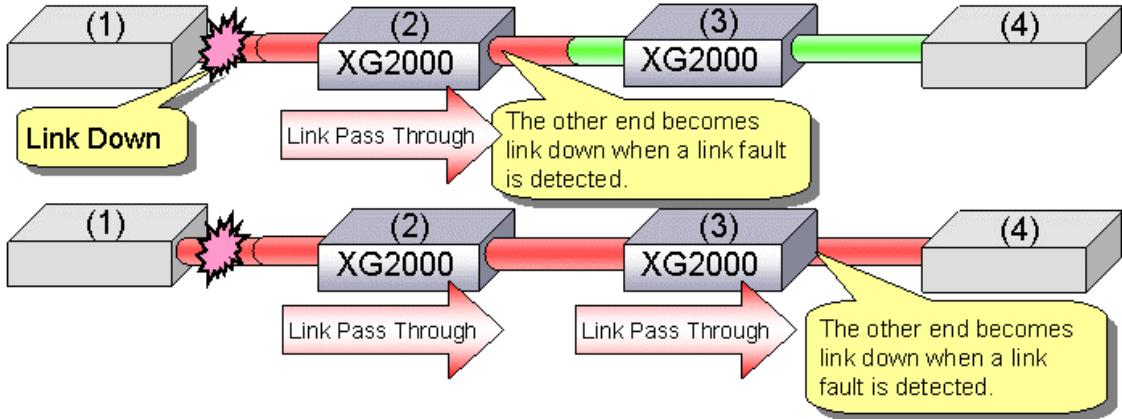 (1)
(2)
(3)
(4)
XG2000
XG2000
Link Down
Link Pass Through
The other end becomes
link down when a link fault
is detected.
(1)
(2)
(3)
(4)
XG2000
XG2000
Link Pass Through
Link Pass Through
The other end becomes
link down when a link
fault is detected.